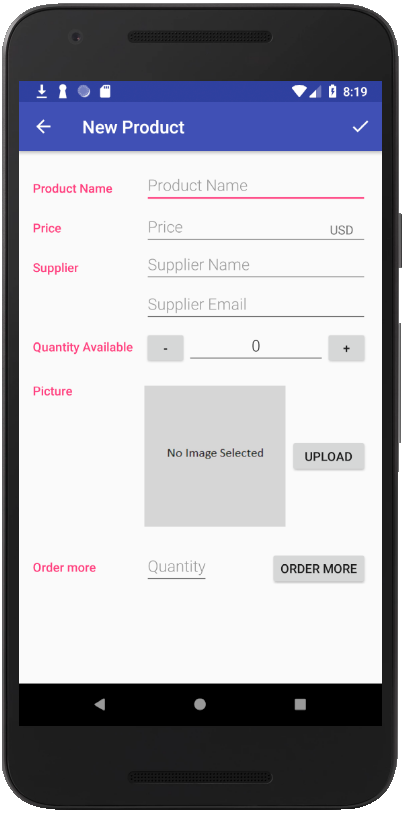 8:19
New Product
Product Name Product Name
Price Price USD
Supplier Supplier Name
Supplier Email
Quantity Available - 0 +
Picture
No Image Selected
UPLOAD
Order more Quantity ORDER MORE